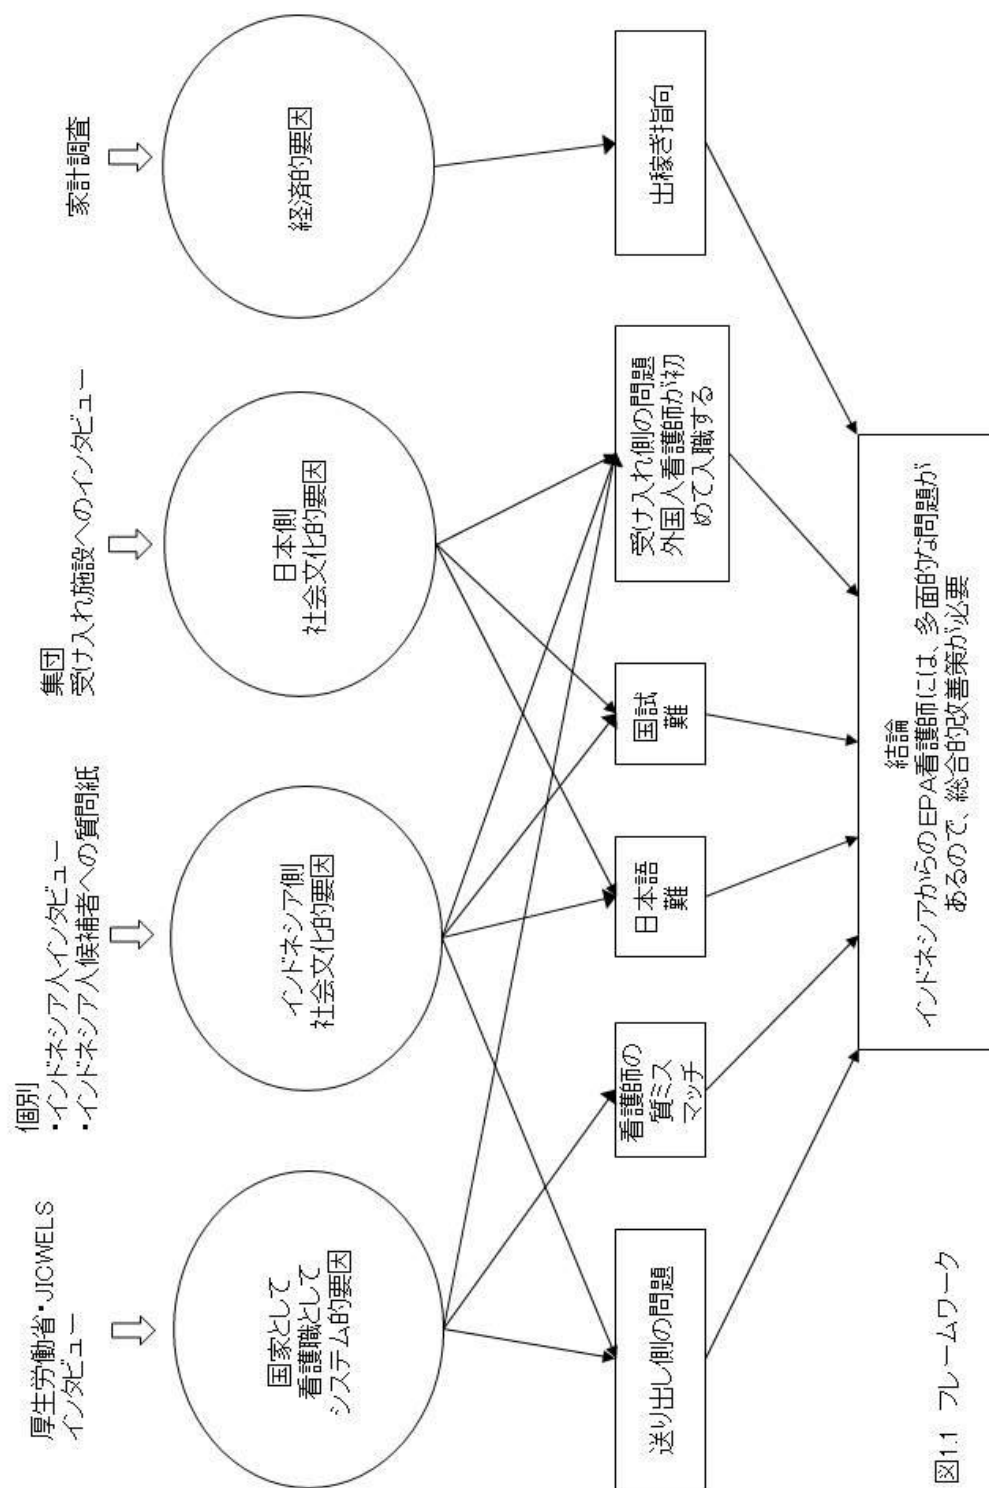 厚生労働省・JICWELS
インタビュー
個別
・インドネシア人インタビュー
・インドネシア人候補者への質問紙
集団
受け入れ施設へのインタビュー
家計調査
国家として
看護職として
システム的要因
インドネシア側
社会文化的要因
日本側
社会文化的要因
経済的要因
送り出し側の問題
看護師の
質ミス
マッチ
日本語
難
国試
難
受け入れ側の問題
外国人看護師が初
めて入職する
出稼ぎ指向
結論
インドネシアからのEPA看護師には、多面的な問題が
あるので、総合的改善策が必要
図1.1 フレームワーク